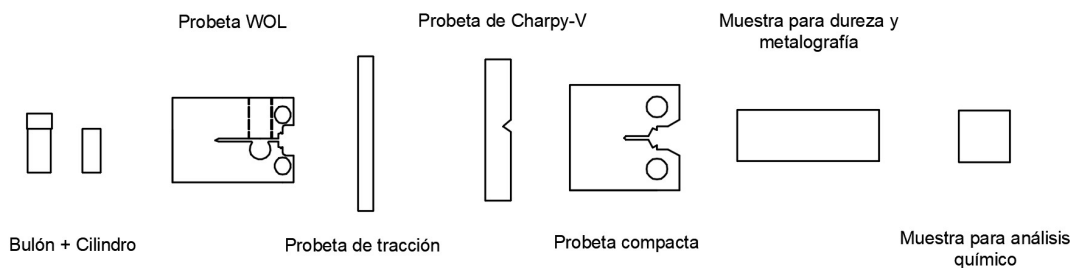 Probeta WOL
Probeta de Charpy-V
Muestra para dureza y
metalografía
Bulón + Cilindro
Probeta de tracción
Probeta compacta
Muestra para análisis
químico